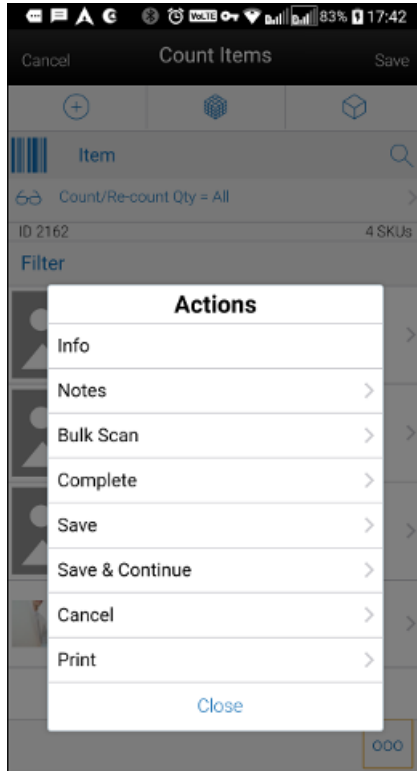 VoLTE 83% 17:42
Cancel Count Items Save
Item
Count/Re-count Qty = All
ID 2162 4 SKUs
Filter
Actions
Info
Notes
Bulk Scan
Complete
Save
Save & Continue
Cancel
Print
Close